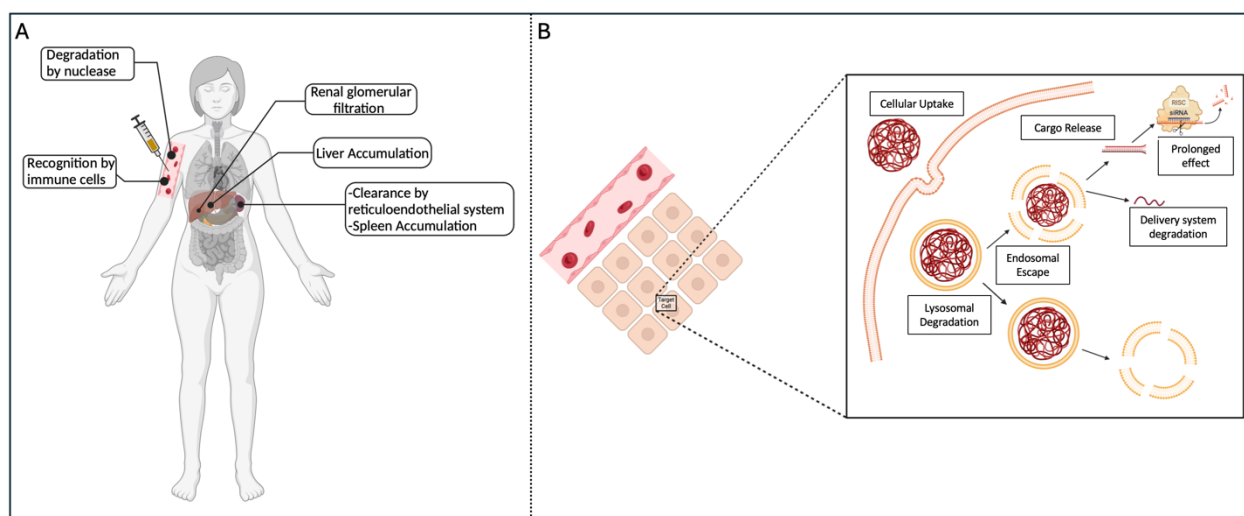 A
Degradation
by nuclease
Recognition by
immune cells
Renal glomerular
filtration
Liver Accumulation
-Clearance by
reticuloendothelial system
-Spleen Accumulation
B
Target
Cell
Cellular Uptake
Cargo Release
RISC
siRNA
Prolonged
effect
Delivery system
degradation
Endosomal
Escape
Lysosomal
Degradation